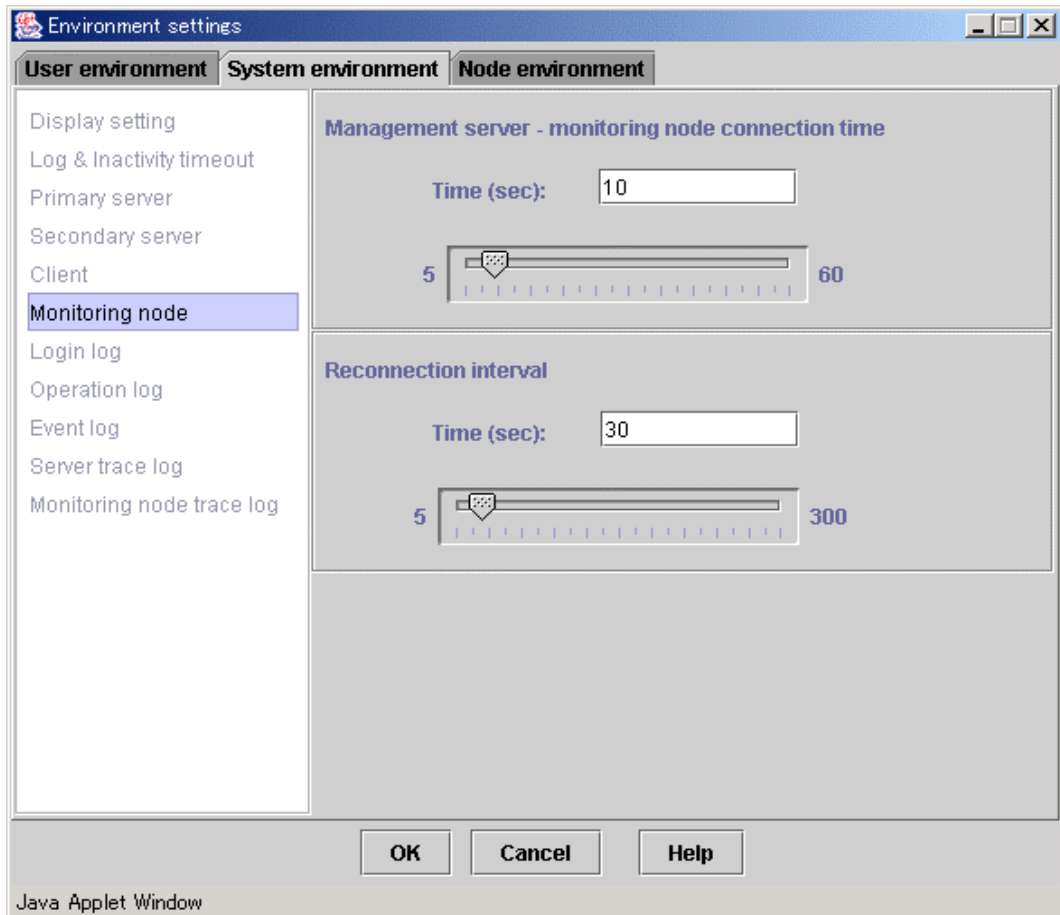 Environment settings
User environment System environment Node environment
Display setting
Log & Inactivity timeout
Primary server
Secondary server
Client
Monitoring node
Login log
Operation log
Event log
Server trace log
Monitoring node trace log
Management server - monitoring node connection time
Time (sec): 10
5 60
Reconnection interval
Time (sec): 30
5 300
OK Cancel Help
Java Applet Window